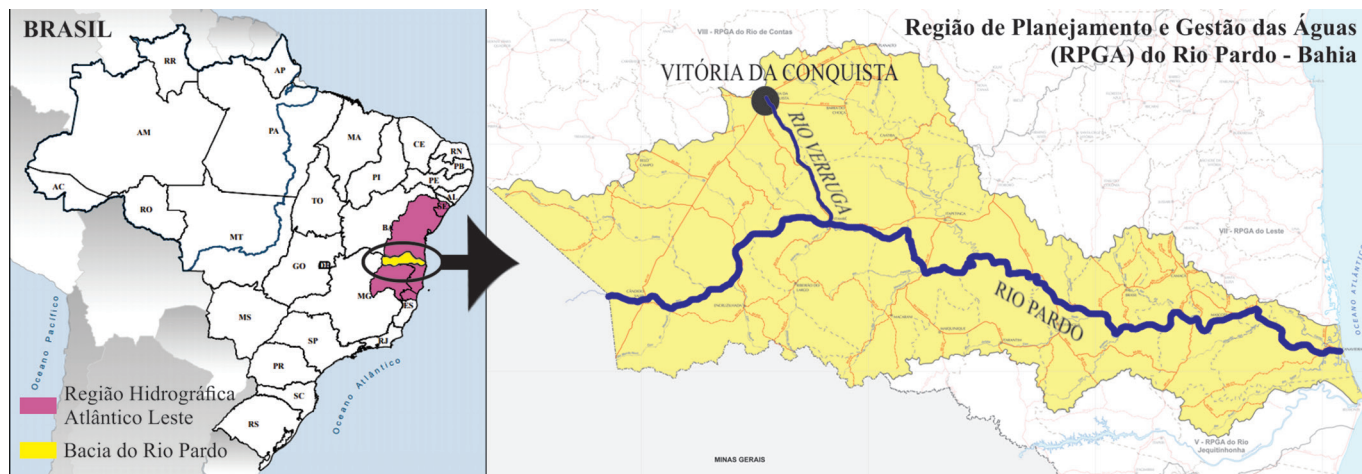 BRASIL
RR
AP
AM
PA
MA
CE
RN
PB
PI
PE
AL
SE
AC
RO
TO
BA
MT
GO
DF
MG
ES
MS
SP
RJ
PR
SC
RS
Oceano Pacífico
Oceano Atlântico
Região Hidrográfica
Atlântico Leste
Bacia do Rio Pardo
Região de Planejamento e Gestão das Águas
(RPGA) do Rio Pardo - Bahia
VIII - RPGA do Rio de Contas
VITÓRIA DA CONQUISTA
RIO VERRUGA
RIO PARDO
VII - RPGA do Leste
OCEANO ATLÂNTICO
V - RPGA do Rio
Jequitinhonha
MINAS GERAIS